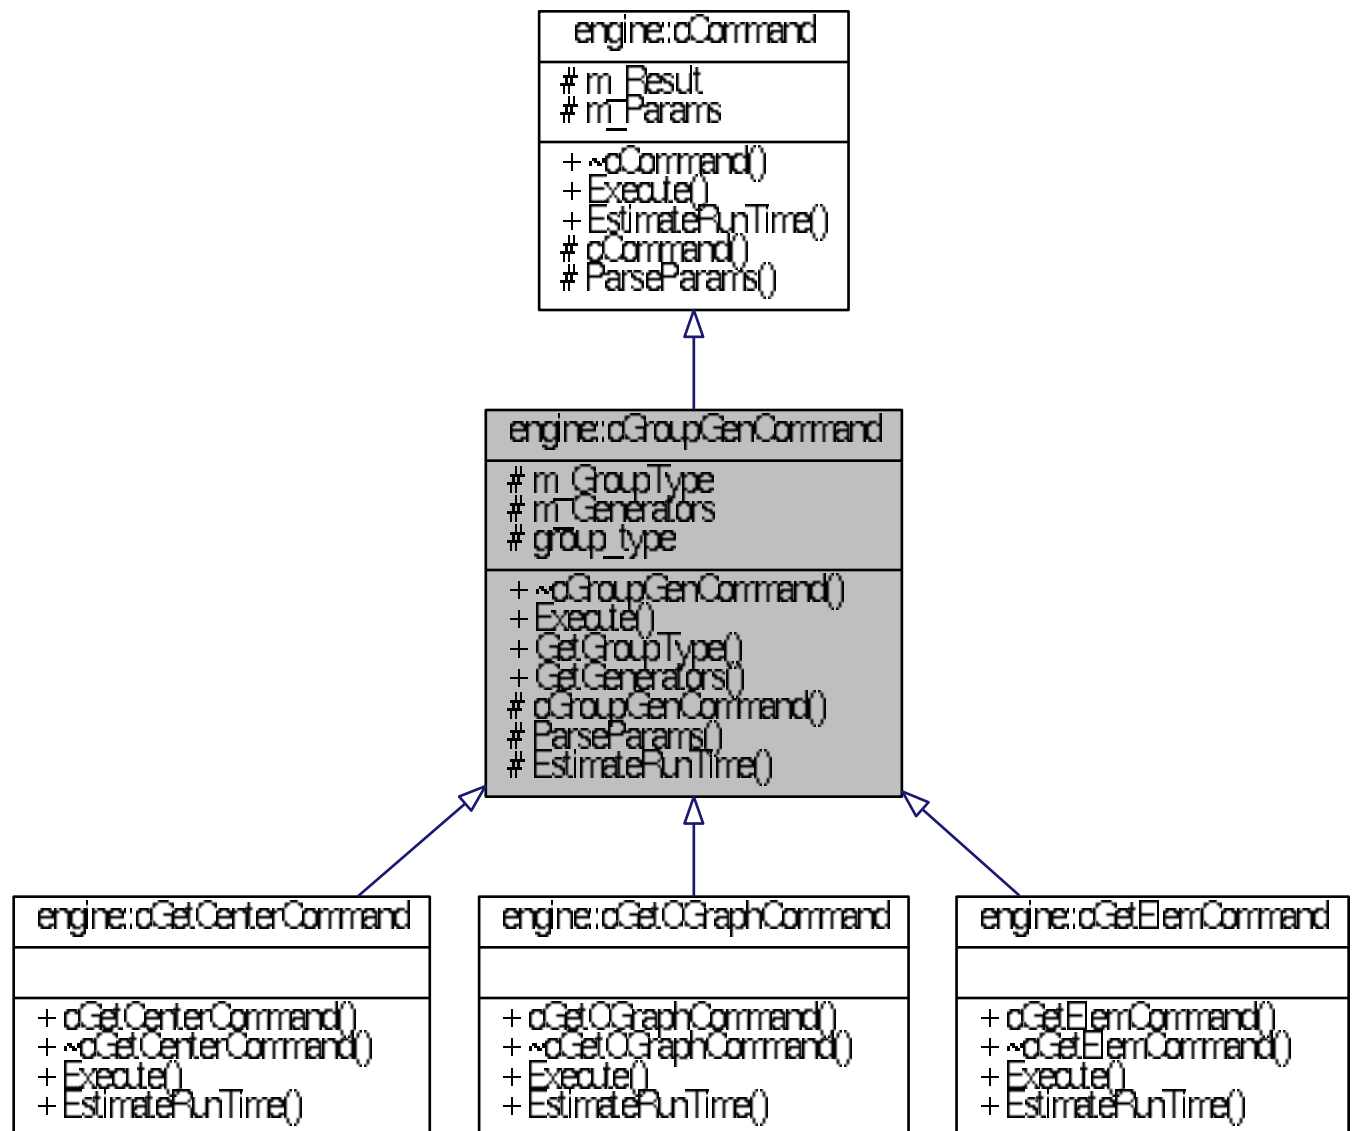 engine::cCommand
# m_Result
# m_Params
+ ~cCommand()
+ Execute()
+ EstimateRunTime()
# cCommand()
# ParseParams()
engine::cGroupGenCommand
# m_GroupType
# m_Generators
# group_type
+ ~cGroupGenCommand()
+ Execute()
+ GetGroupType()
+ GetGenerators()
# cGroupGenCommand()
# ParseParams()
# EstimateRunTime()
engine::cGetCenterCommand
+ cGetCenterCommand()
+ ~cGetCenterCommand()
+ Execute()
+ EstimateRunTime()
engine::cGetCGraphCommand
+ cGetCGraphCommand()
+ ~cGetCGraphCommand()
+ Execute()
+ EstimateRunTime()
engine::cGetElemCommand
+ cGetElemCommand()
+ ~cGetElemCommand()
+ Execute()
+ EstimateRunTime()